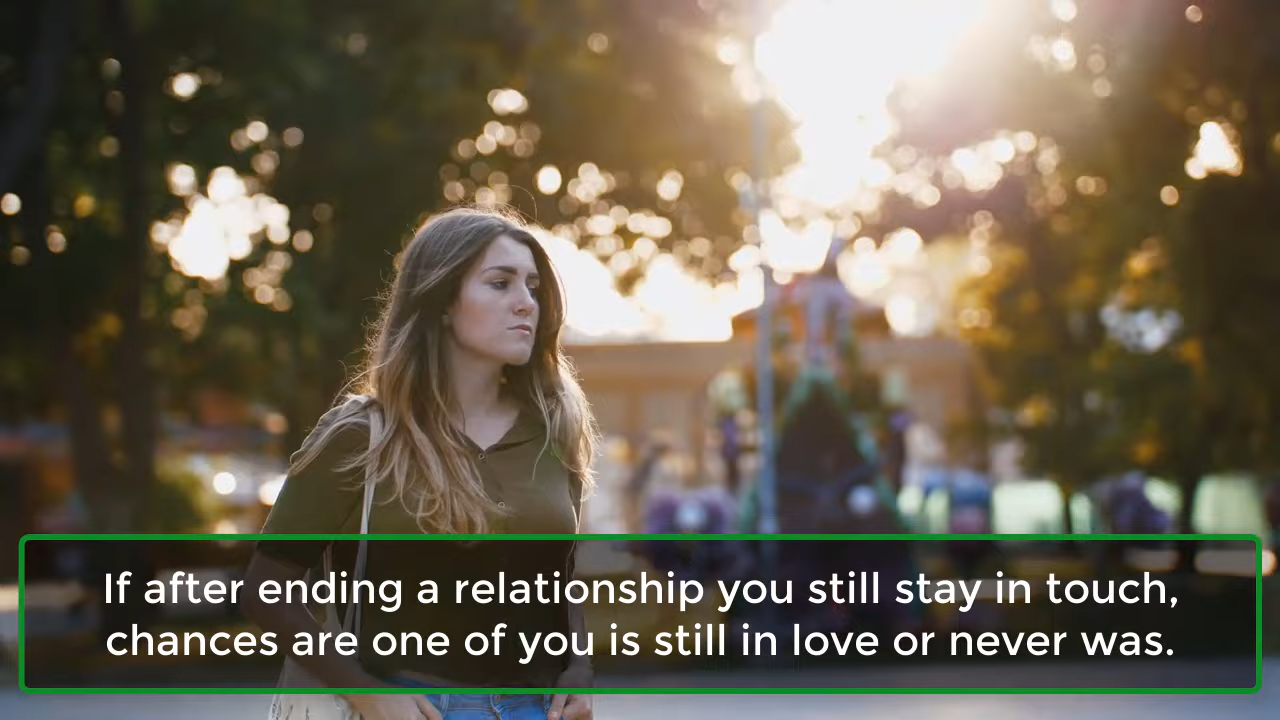 If after ending a relationship you still stay in touch,
chances are one of you is still in love or never was.